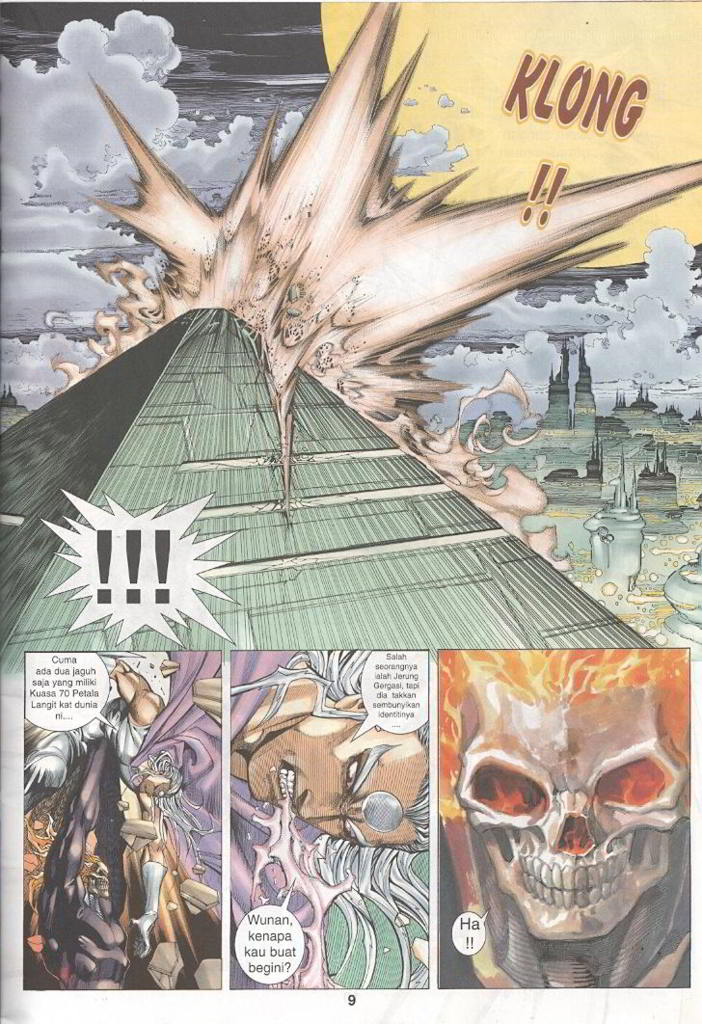 KLONG
!!
!!!
Cuma
ada dua jaguh
saja yang miliki
Kuasa 70 Petala
Langit kat dunia
ni....
Salah
seorangnya
ialah Jerung
Gergasi, tapi
dia takkan
sembunyikan
identitinya
....
Wunan,
kenapa
kau buat
begini?
Ha
!!
9